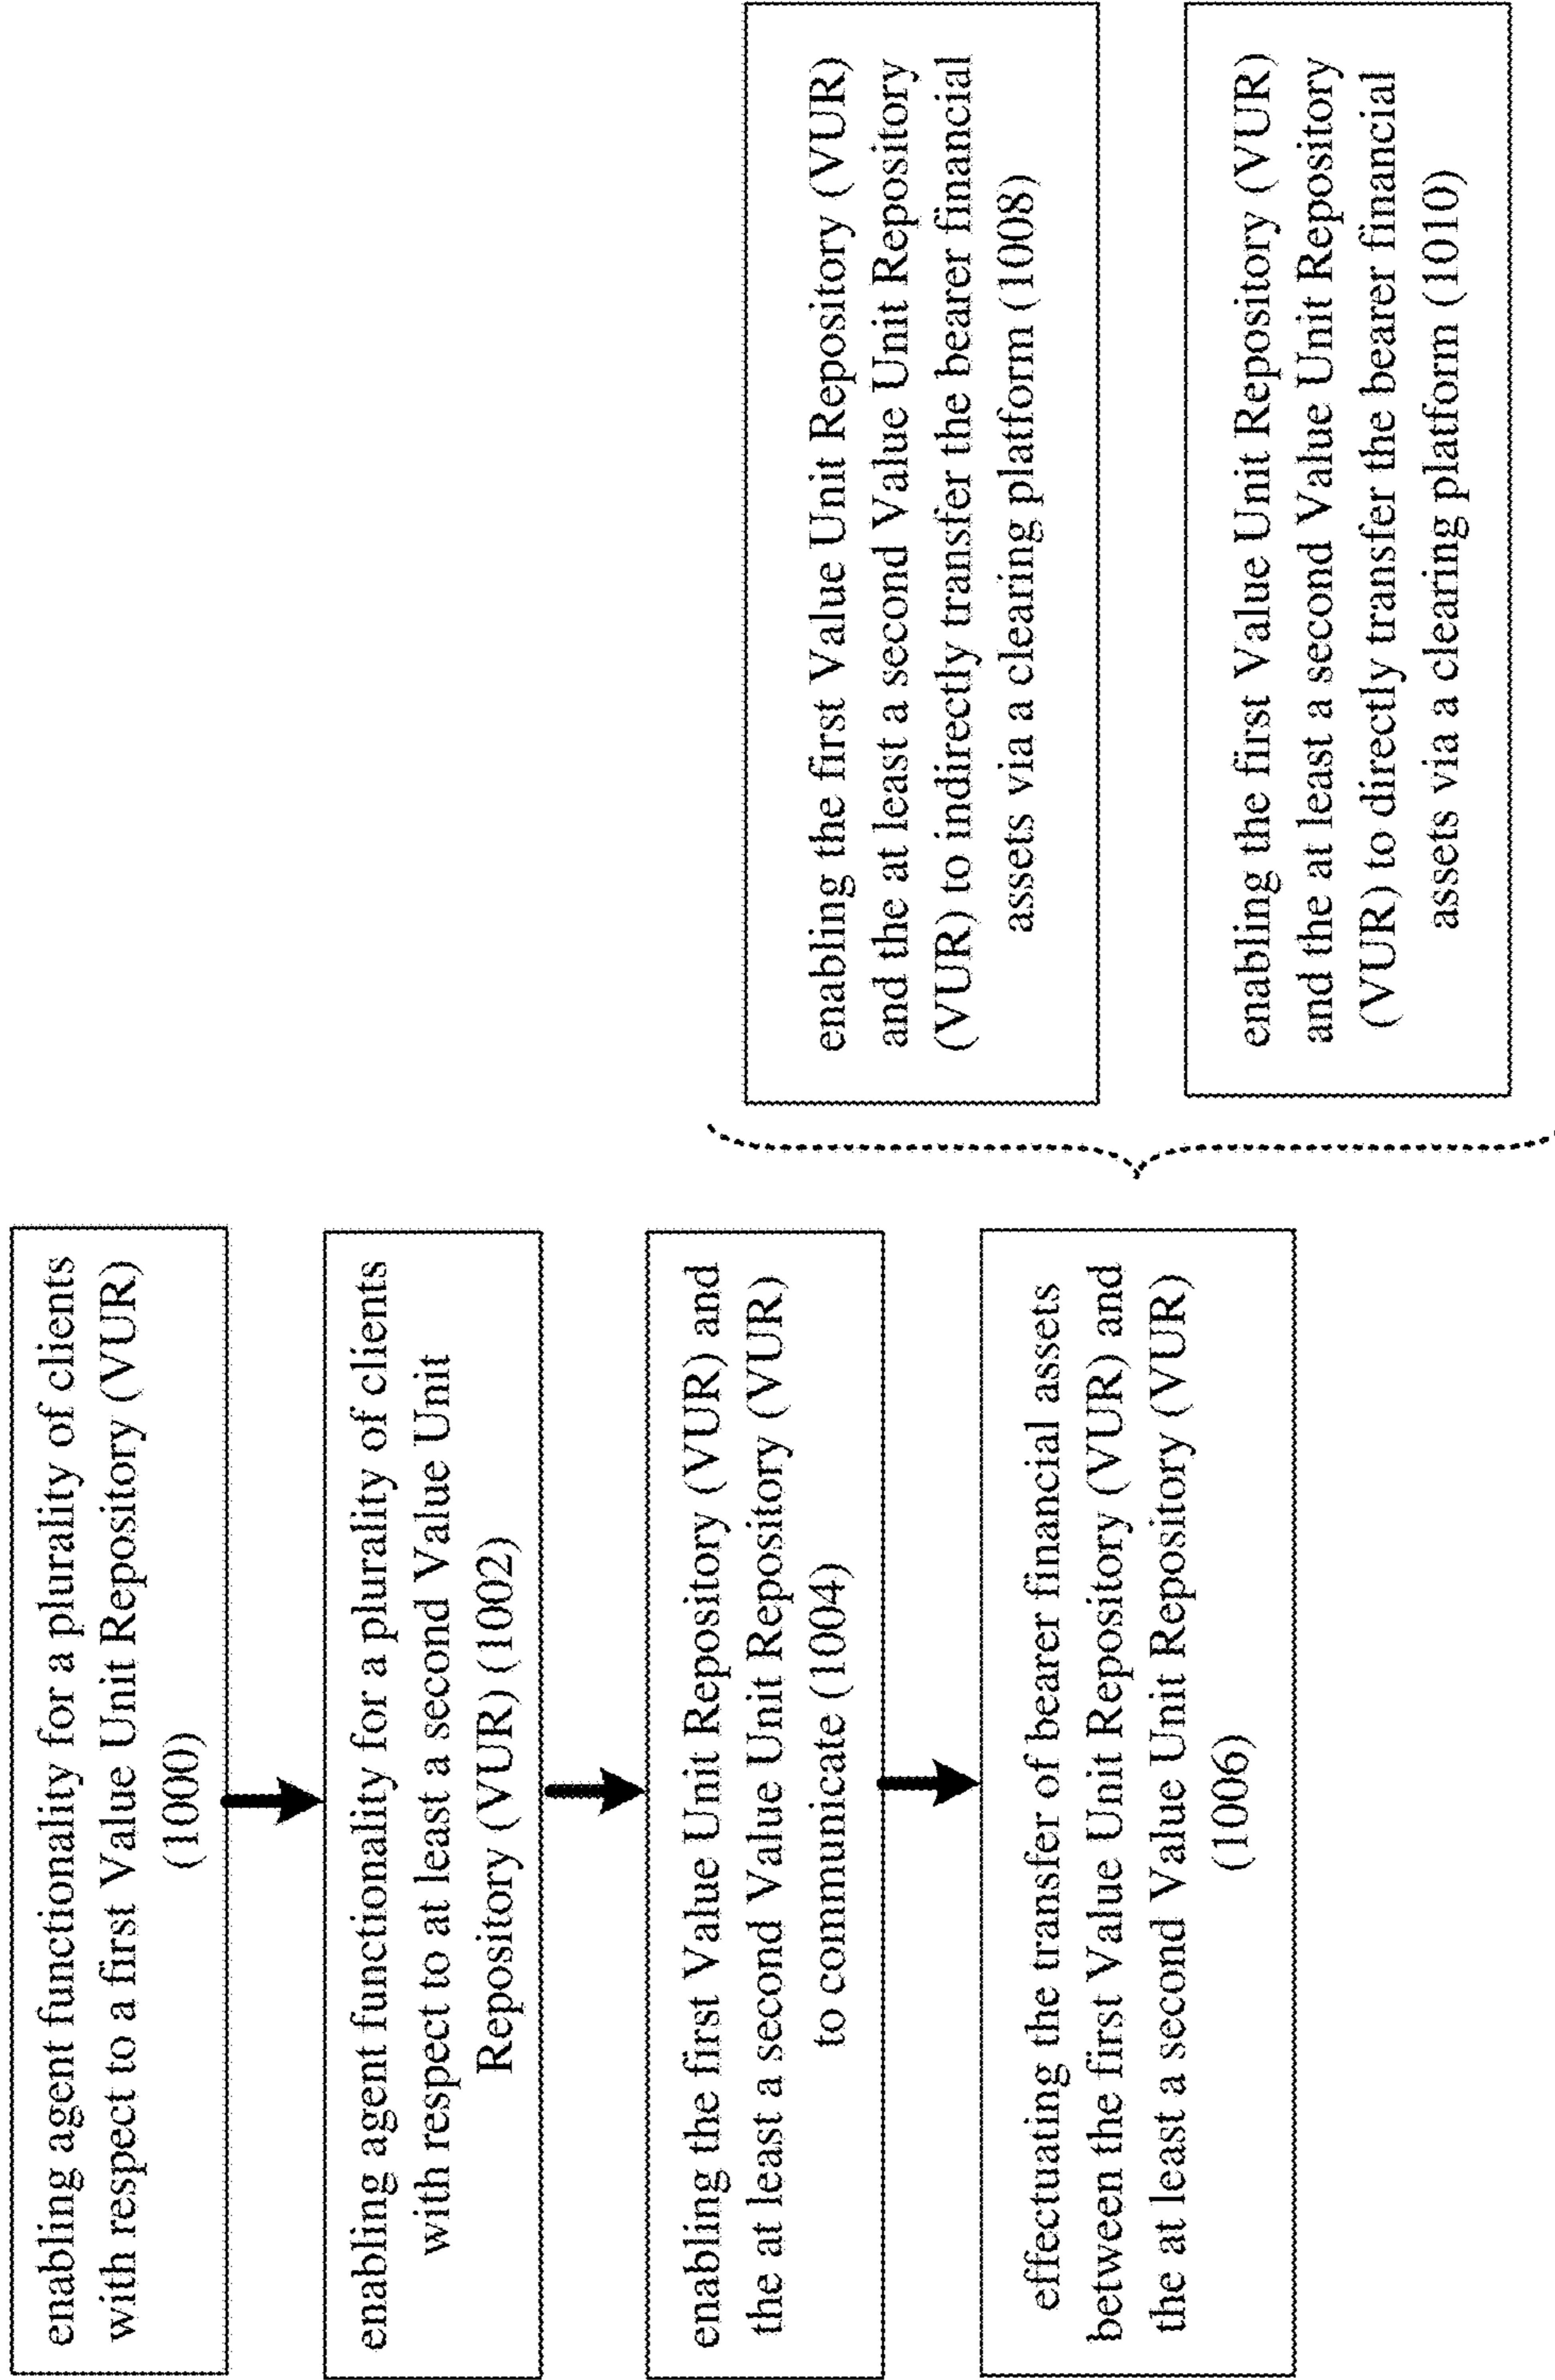 enabling agent functionality for a plurality of clients
with respect to a first Value Unit Repository (VUR)
(1000)
enabling agent functionality for a plurality of clients
with respect to at least a second Value Unit
Repository (VUR) (1002)
enabling the first Value Unit Repository (VUR) and
the at least a second Value Unit Repository (VUR)
to communicate (1004)
effectuating the transfer of bearer financial assets
between the first Value Unit Repository (VUR) and
the at least a second Value Unit Repository (VUR)
(1006)
enabling the first Value Unit Repository (VUR)
and the at least a second Value Unit Repository
(VUR) to indirectly transfer the bearer financial
assets via a clearing platform (1008)
enabling the first Value Unit Repository (VUR)
and the at least a second Value Unit Repository
(VUR) to directly transfer the bearer financial
assets via a clearing platform (1010)